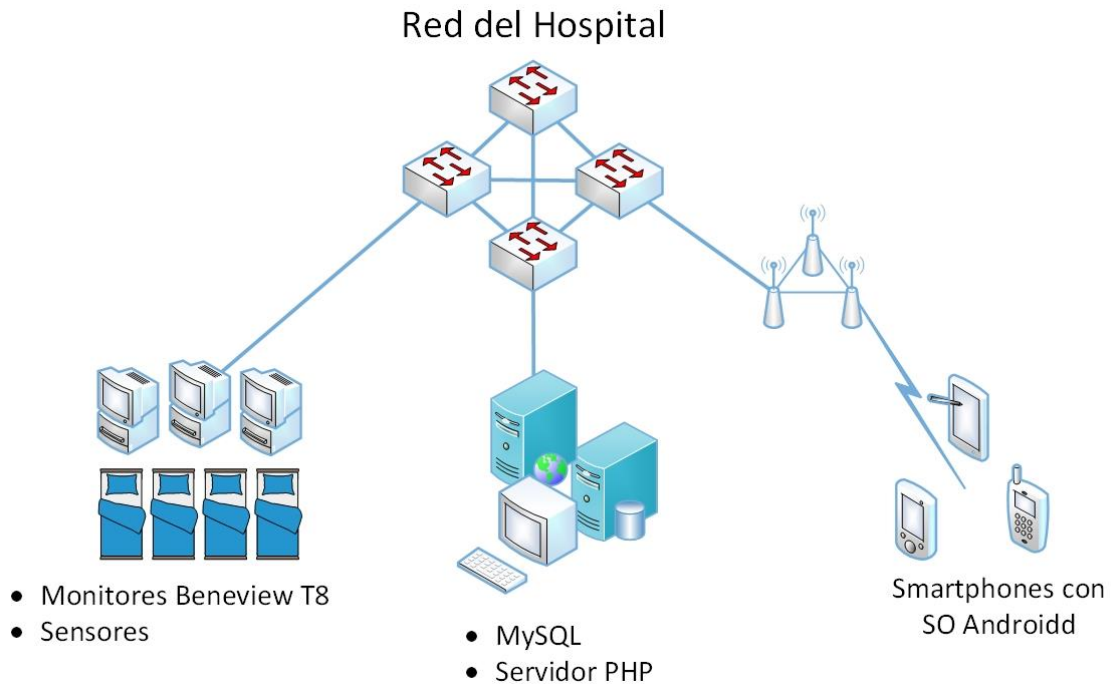 Red del Hospital
• Monitores Beneview T8
• Sensores
• MySQL
• Servidor PHP
Smartphones con
SO Androidd